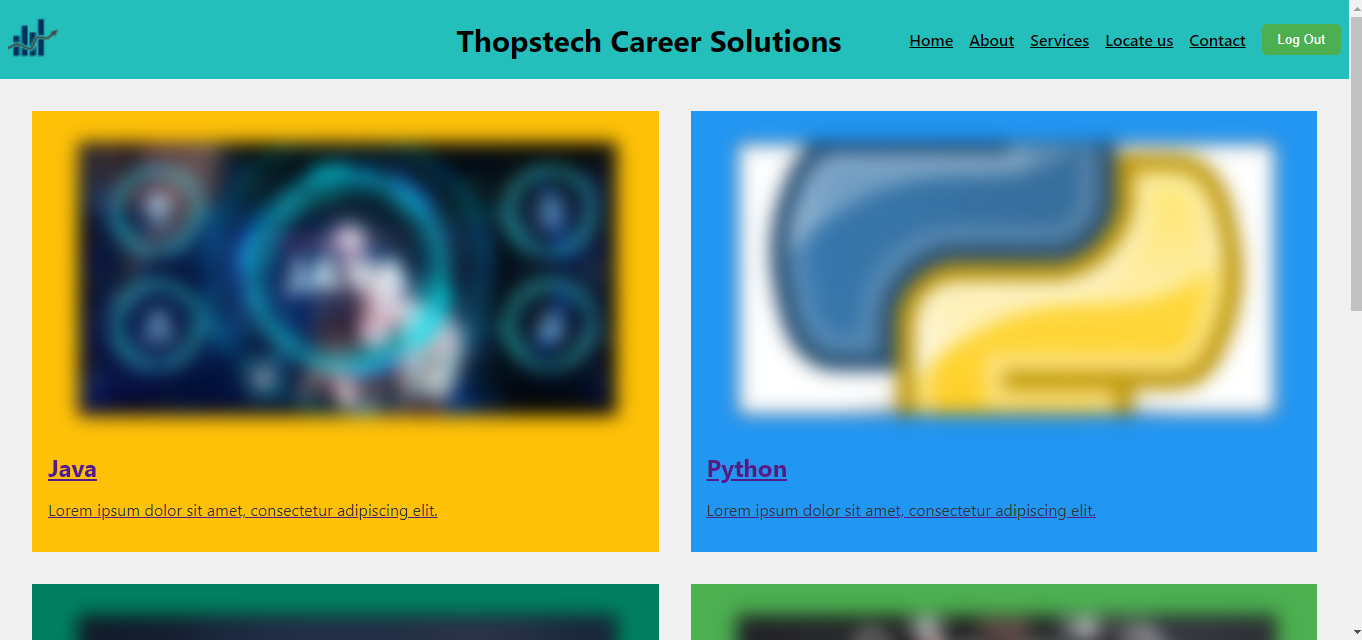 Thopstech Career Solutions
Home About Services Locate us Contact Log Out
Java
Lorem ipsum dolor sit amet, consectetur adipiscing elit.
Python
Lorem ipsum dolor sit amet, consectetur adipiscing elit.